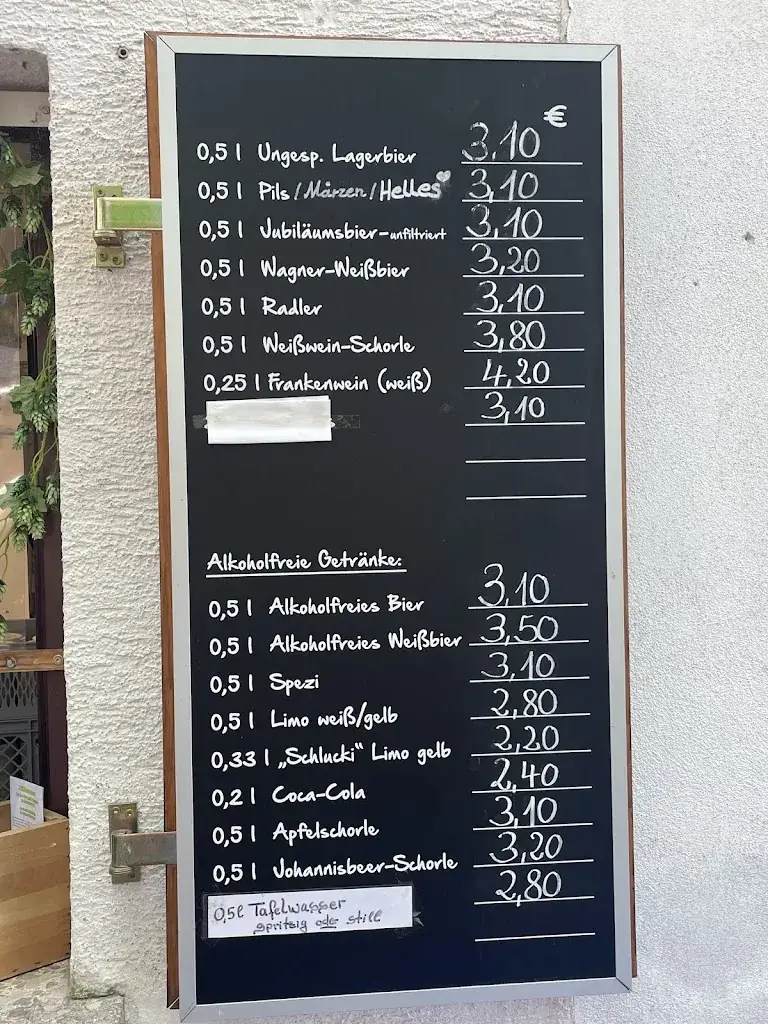 €
0,5 l Ungesp. Lagerbier 3,10
0,5 l Pils / Märzen / Helles 3,10
0,5 l Jubiläumsbier-unfiltriert 3,10
0,5 l Wagner-Weißbier 3,20
0,5 l Radler 3,10
0,5 l Weißwein-Schorle 3,80
0,25 l Frankenwein (weiß) 4,20
3,10
Alkoholfreie Getränke:
0,5 l Alkoholfreies Bier 3,10
0,5 l Alkoholfreies Weißbier 3,50
0,5 l Spezi 3,10
0,5 l Limo weiß/gelb 2,80
0,33 l „Schlucki“ Limo gelb 2,20
0,2 l Coca-Cola 2,40
0,5 l Apfelschorle 3,10
0,5 l Johannisbeer-Schorle 3,20
0,5l Tafelwasser 2,80
spritzig oder still